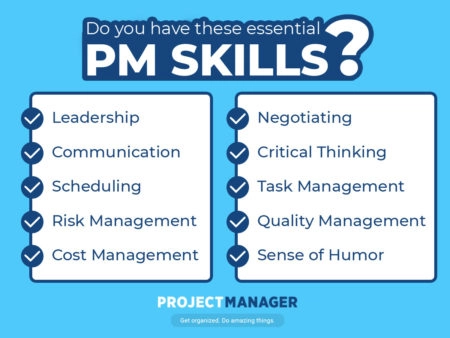 Do you have these essential
PM SKILLS?
Leadership
Communication
Scheduling
Risk Management
Cost Management
Negotiating
Critical Thinking
Task Management
Quality Management
Sense of Humor
PROJECTMANAGER
Get organized. Do amazing things.